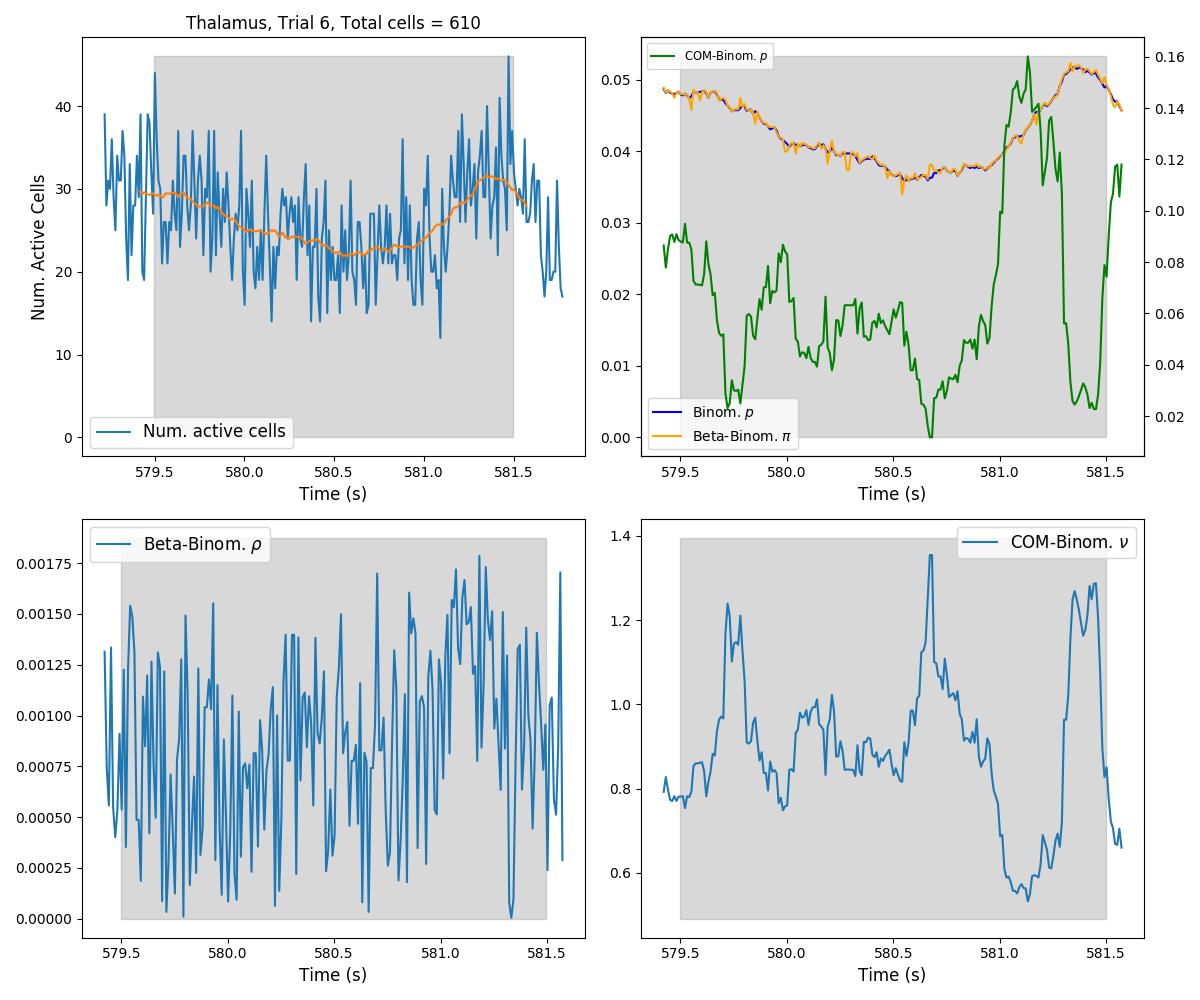 Thalamus, Trial 6, Total cells = 610
Num. Active Cells
40
30
20
10
0
Num. active cells
579.5 580.0 580.5 581.0 581.5
Time (s)
COM-Binom. p
0.05
0.04
0.03
0.02
0.01
0.00
0.16
0.14
0.12
0.10
0.08
0.06
0.04
0.02
Binom. p
Beta-Binom. π
579.5 580.0 580.5 581.0 581.5
Time (s)
Beta-Binom. ρ
0.00175
0.00150
0.00125
0.00100
0.00075
0.00050
0.00025
0.00000
579.5 580.0 580.5 581.0 581.5
Time (s)
COM-Binom. ν
1.4
1.2
1.0
0.8
0.6
579.5 580.0 580.5 581.0 581.5
Time (s)